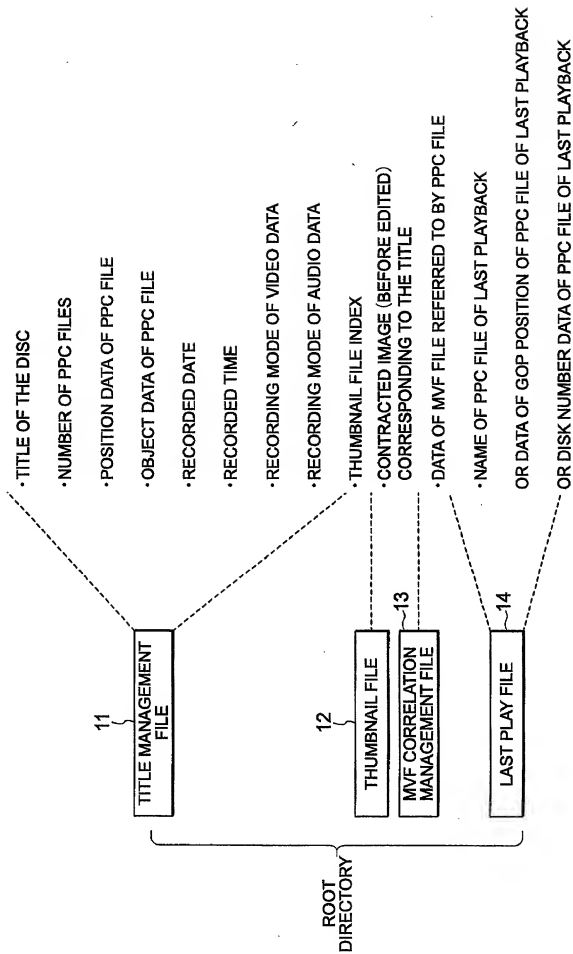 ROOT
DIRECTORY
11
TITLE MANAGEMENT
FILE
· TITLE OF THE DISC
· NUMBER OF PPC FILES
· POSITION DATA OF PPC FILE
· OBJECT DATA OF PPC FILE
· RECORDED DATE
· RECORDED TIME
· RECORDING MODE OF VIDEO DATA
· RECORDING MODE OF AUDIO DATA
· THUMBNAIL FILE INDEX
12
THUMBNAIL FILE
· CONTRACTED IMAGE (BEFORE EDITED)
CORRESPONDING TO THE TITLE
13
MVF CORRELATION
MANAGEMENT FILE
· DATA OF MVF FILE REFERRED TO BY PPC FILE
14
LAST PLAY FILE
· NAME OF PPC FILE OF LAST PLAYBACK
OR DATA OF GOP POSITION OF PPC FILE OF LAST PLAYBACK
OR DISK NUMBER DATA OF PPC FILE OF LAST PLAYBACK